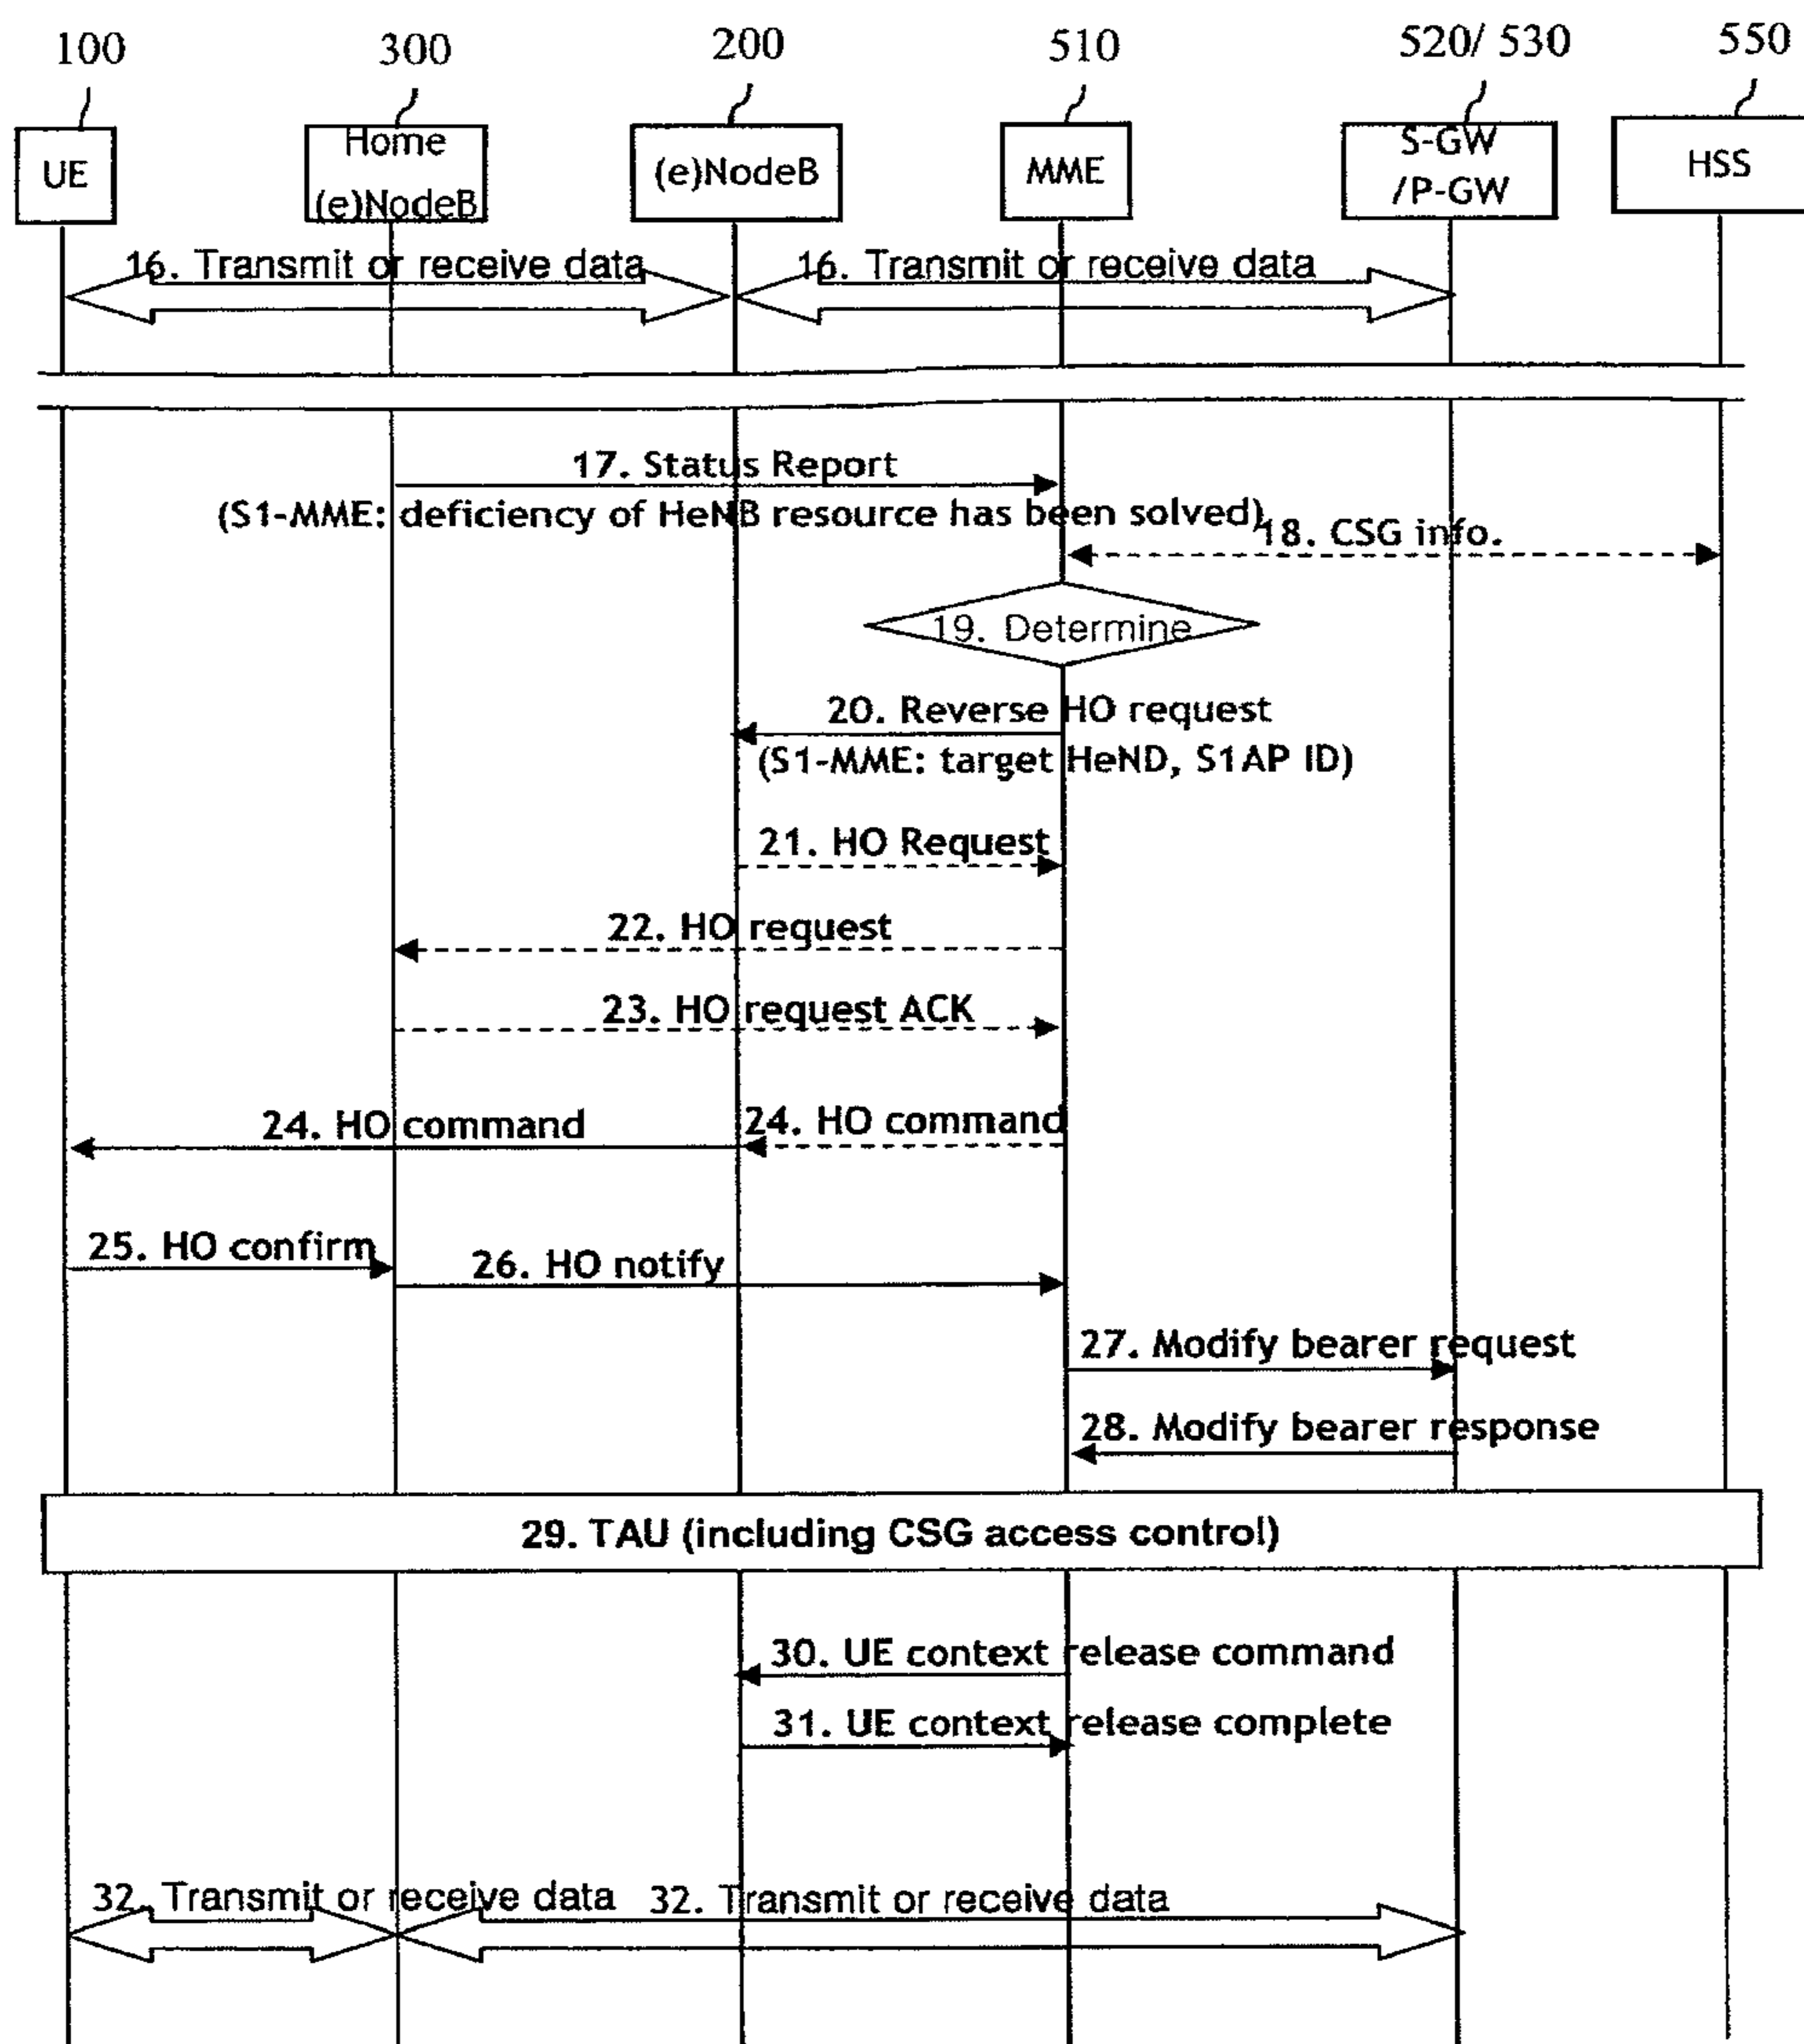 100
300
200
510
520/ 530
550
UE
Home
(e)NodeB
(e)NodeB
MME
S-GW
/P-GW
HSS
16. Transmit or receive data
16. Transmit or receive data
17. Status Report
(S1-MME: deficiency of HeNB resource has been solved)
18. CSG info.
19. Determine
20. Reverse HO request
(S1-MME: target HeND, S1AP ID)
21. HO Request
22. HO request
23. HO request ACK
24. HO command
24. HO command
25. HO confirm
26. HO notify
27. Modify bearer request
28. Modify bearer response
29. TAU (including CSG access control)
30. UE context release command
31. UE context release complete
32. Transmit or receive data
32. Transmit or receive data